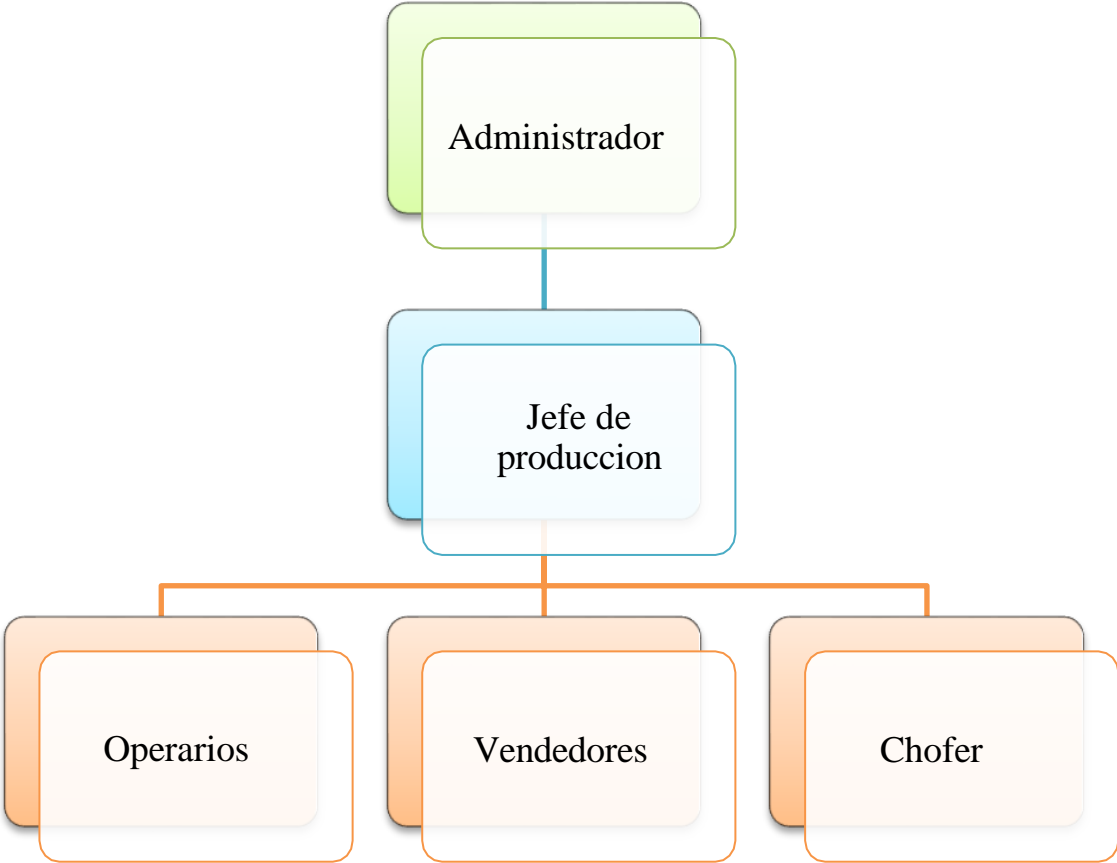 Administrador
Jefe de
produccion
Operarios
Vendedores
Chofer